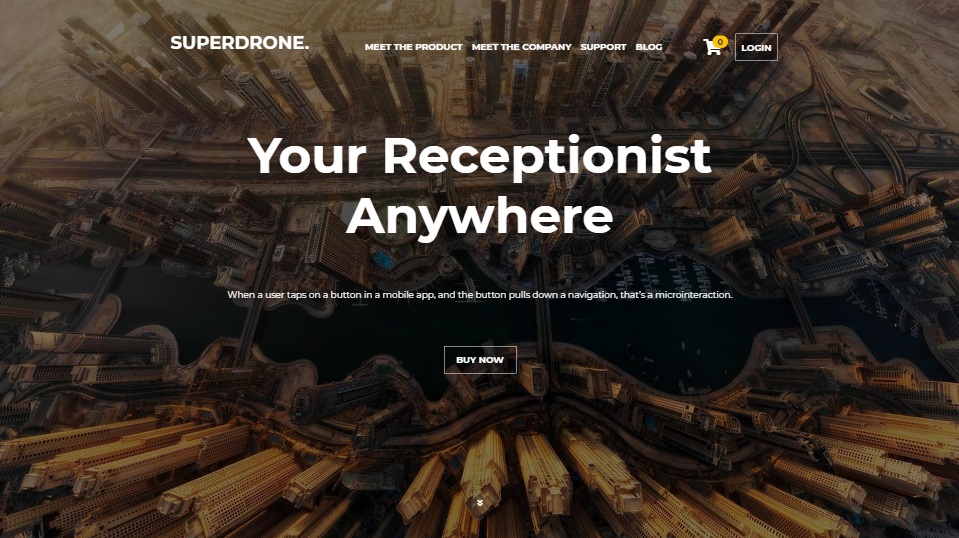 SUPERDRONE.
MEET THE PRODUCT MEET THE COMPANY SUPPORT BLOG
0
LOGIN
Your Receptionist
Anywhere
When a user taps on a button in a mobile app, and the button pulls down a navigation, that's a microinteraction.
BUY NOW